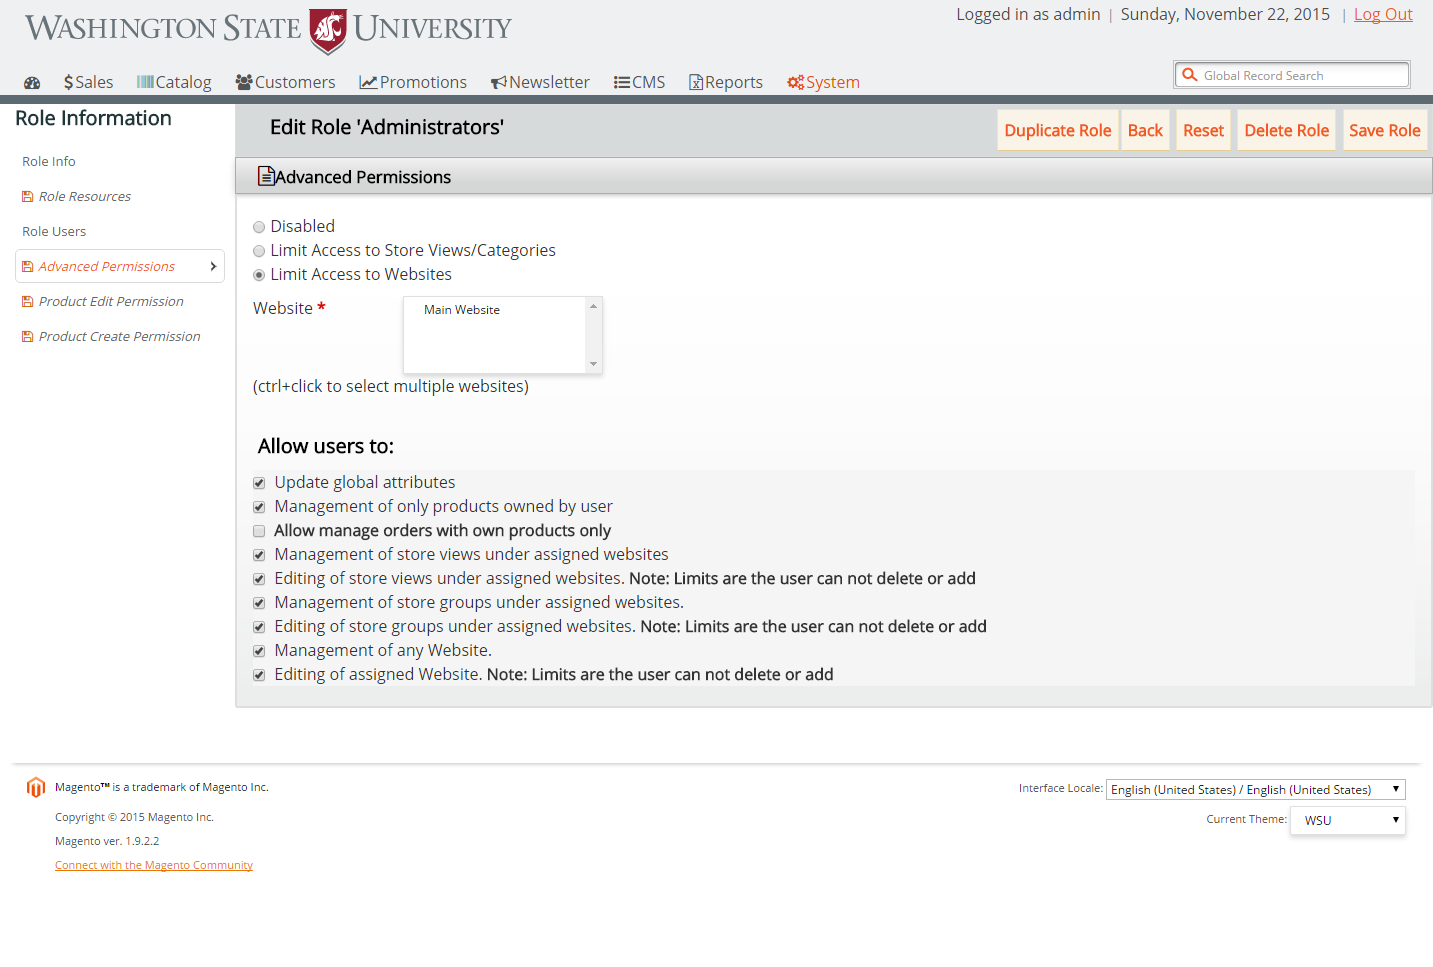 WASHINGTON STATE UNIVERSITY
Logged in as admin | Sunday, November 22, 2015 | Log Out
Sales Catalog Customers Promotions Newsletter CMS Reports System
Global Record Search
Role Information
Role Info
Role Resources
Role Users
Advanced Permissions
Product Edit Permission
Product Create Permission
Edit Role 'Administrators'
Duplicate Role Back Reset Delete Role Save Role
Advanced Permissions
Disabled
Limit Access to Store Views/Categories
Limit Access to Websites
Website *
Main Website
(ctrl+click to select multiple websites)
Allow users to:
Update global attributes
Management of only products owned by user
Allow manage orders with own products only
Management of store views under assigned websites
Editing of store views under assigned websites. Note: Limits are the user can not delete or add
Management of store groups under assigned websites.
Editing of store groups under assigned websites. Note: Limits are the user can not delete or add
Management of any Website.
Editing of assigned Website. Note: Limits are the user can not delete or add
Magento™ is a trademark of Magento Inc.
Copyright © 2015 Magento Inc.
Magento ver. 1.9.2.2
Connect with the Magento Community
Interface Locale: English (United States) / English (United States)
Current Theme: WSU